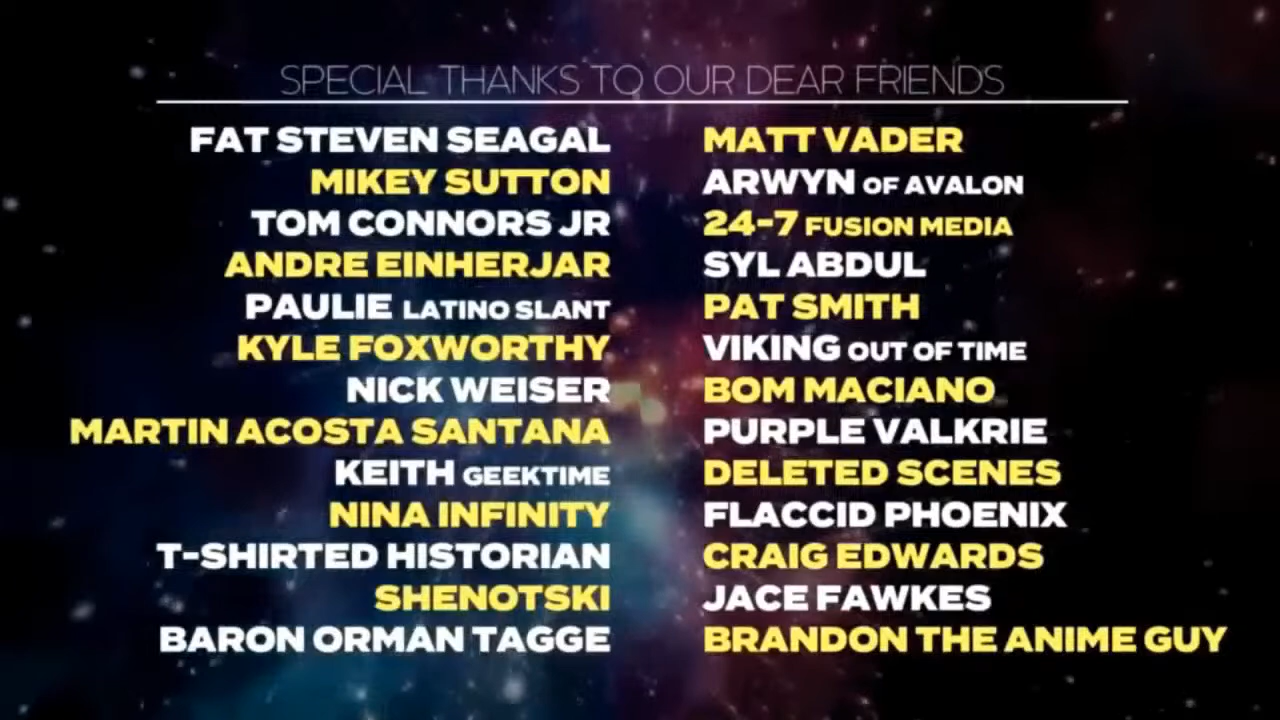 SPECIAL THANKS TO OUR DEAR FRIENDS
FAT STEVEN SEAGAL
MIKEY SUTTON
TOM CONNORS JR
ANDRE EINHERJAR
PAULIE LATINO SLANT
KYLE FOXWORTHY
NICK WEISER
MARTIN ACOSTA SANTANA
KEITH GEEKTIME
NINA INFINITY
T-SHIRTED HISTORIAN
SHENOTSKI
BARON ORMAN TAGGE
MATT VADER
ARWYN OF AVALON
24-7 FUSION MEDIA
SYL ABDUL
PAT SMITH
VIKING OUT OF TIME
BOM MACIANO
PURPLE VALKRIE
DELETED SCENES
FLACCID PHOENIX
CRAIG EDWARDS
JACE FAWKES
BRANDON THE ANIME GUY